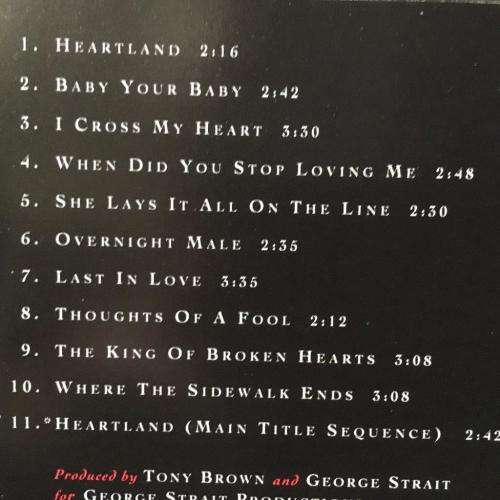 1. Heartland 2:16
2. Baby Your Baby 2:42
3. I Cross My Heart 3:30
4. When Did You Stop Loving Me 2:48
5. She Lays It All On The Line 2:30
6. Overnight Male 2:35
7. Last In Love 3:35
8. Thoughts Of A Fool 2:12
9. The King Of Broken Hearts 3:08
10. Where The Sidewalk Ends 3:08
11.*Heartland (Main Title Sequence) 2:42
Produced by Tony Brown and George Strait
for George Strait